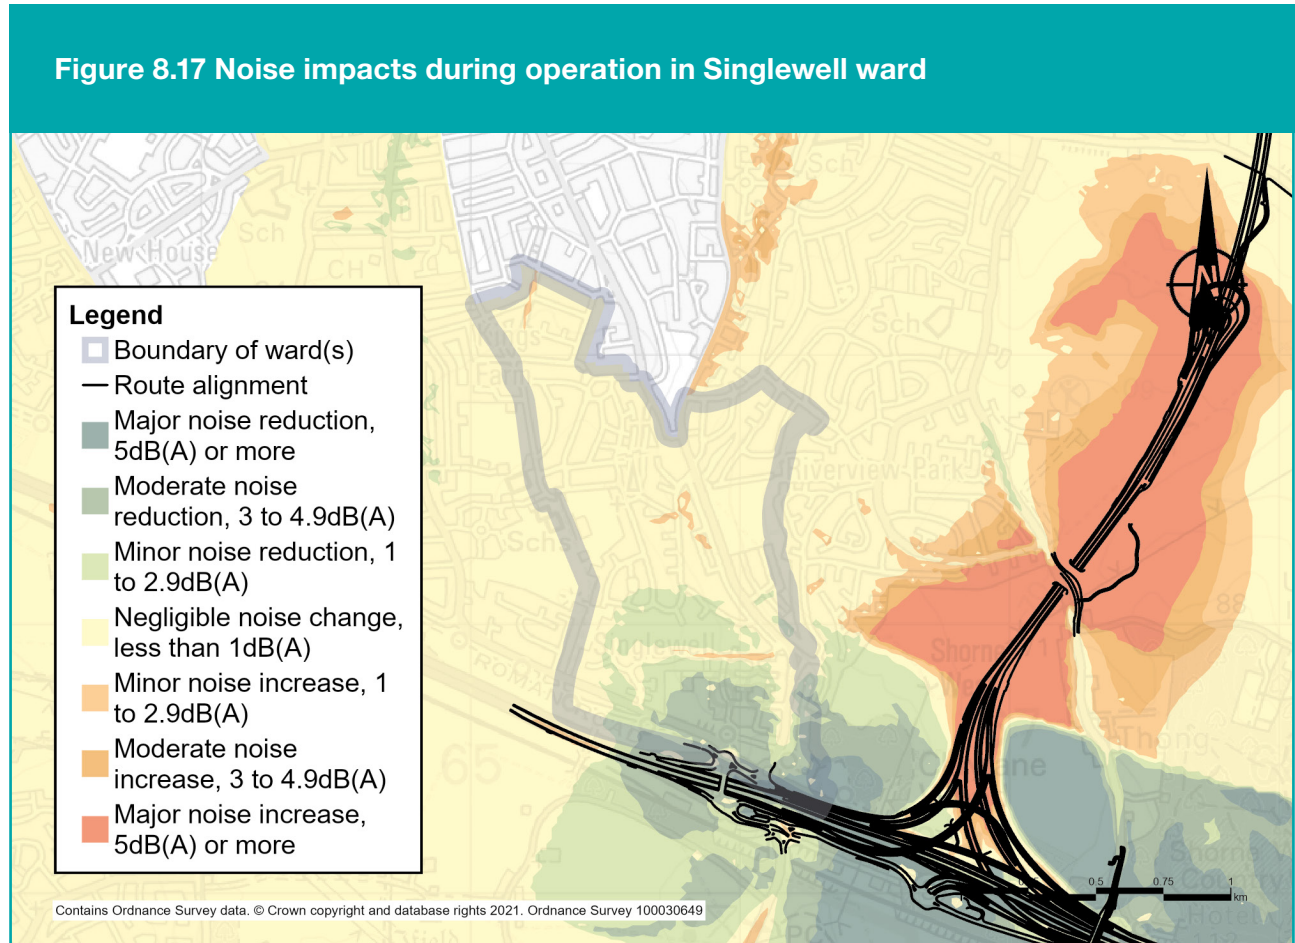 Figure 8.17 Noise impacts during operation in Singlewell ward
Sch
New House
Sch
CH
Sch
Legend
Boundary of ward(s)
Route alignment
Major noise reduction,
5dB(A) or more
Moderate noise
reduction, 3 to 4.9dB(A)
Minor noise reduction, 1
to 2.9dB(A)
Negligible noise change,
less than 1dB(A)
Minor noise increase, 1
to 2.9dB(A)
Moderate noise
increase, 3 to 4.9dB(A)
Major noise increase,
5dB(A) or more
Riverview Park
Schs
88
Singlewell
65
Thong
0.5 0.75 1
km
Contains Ordnance Survey data. © Crown copyright and database rights 2021. Ordnance Survey 100030649